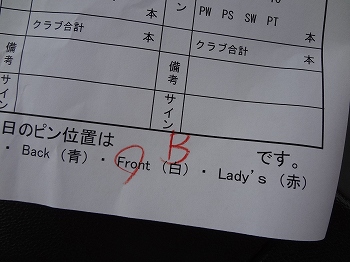 PW PS SW PT
本 ン
クラブ合計 本 クラブ合計 本
備考 備考
サイン サイン
日のピン位置は B です。
・ Back (青) ・ Front (白) ・ Lady's (赤)